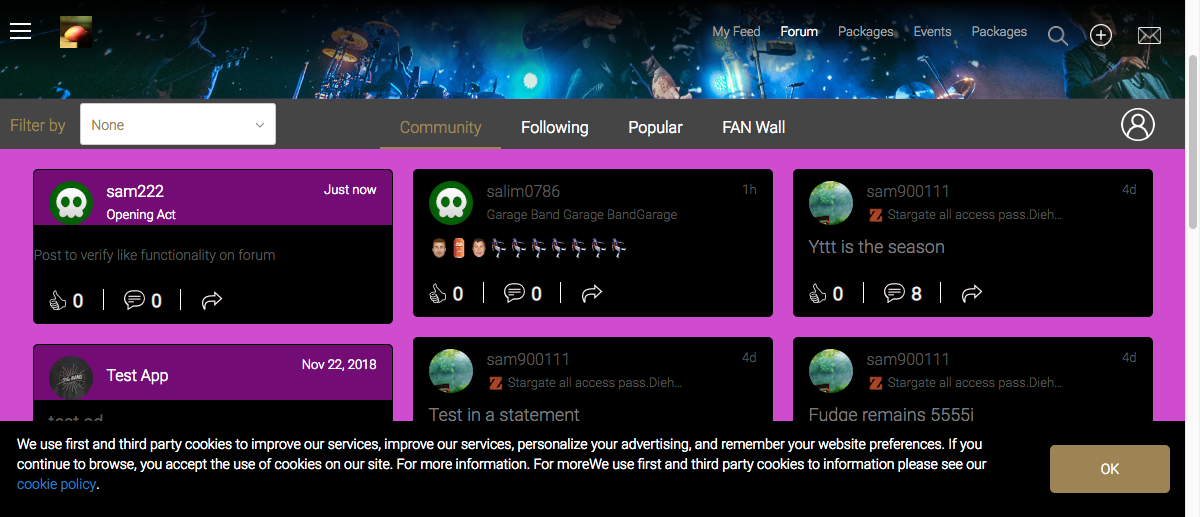 My Feed Forum Packages Events Packages
Filter by None Community Following Popular FAN Wall
sam222 Just now
Opening Act
Post to verify like functionality on forum
0 0
salim0786 1h
Garage Band Garage BandGarage
0 0
sam900111 4d
Stargate all access pass.Dieh...
Yttt is the season
0 8
Test App Nov 22, 2018
test ad
sam900111 4d
Stargate all access pass.Dieh...
Test in a statement
sam900111 4d
Stargate all access pass.Dieh...
Fudge remains 5555i
We use first and third party cookies to improve our services, improve our services, personalize your advertising, and remember your website preferences. If you
continue to browse, you accept the use of cookies on our site. For more information. For moreWe use first and third party cookies to information please see our
cookie policy.
OK